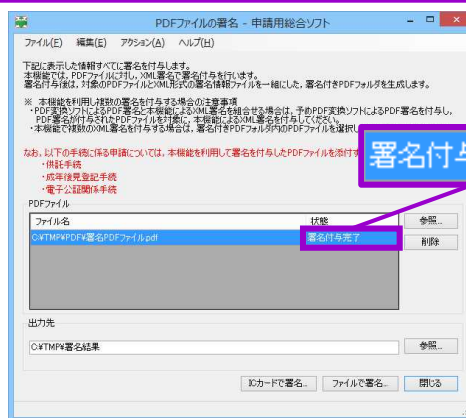 PDFファイルの署名 - 申請用総合ソフト
ファイル(F) 編集(E) アクション(A) ヘルプ(H)
下記に表示した情報すべてに署名を付与します。
本機能では、PDFファイルに対し、XML署名で署名付与を行います。
署名付与後は、対象のPDFファイルとXML形式の署名情報ファイルを一組にした、署名付きPDFフォルダを生成します。
※ 本機能を利用し複数の署名を付与する場合の注意事項
・PDF変換ソフトによるPDF署名と本機能によるXML署名を組合せる場合は、予めPDF変換ソフトによるPDF署名を付与し、
PDF署名が付与されたPDFファイルを対象に、本機能によるXML署名を付与してください。
・本機能で複数のXML署名を付与する場合は、署名付きPDFフォルダ内のPDFファイルを選択し
なお、以下の手続に係る申請については、本機能を利用して署名を付与したPDFファイルを添付す
・供託手続
・成年後見登記手続
・電子公証関係手続
署名付与
PDFファイル
ファイル名 状態 参照...
C:¥TMP¥PDF¥署名PDFファイル.pdf 署名付与完了 削除
出力先
C:¥TMP¥署名結果 参照...
ICカードで署名... ファイルで署名... 閉じる